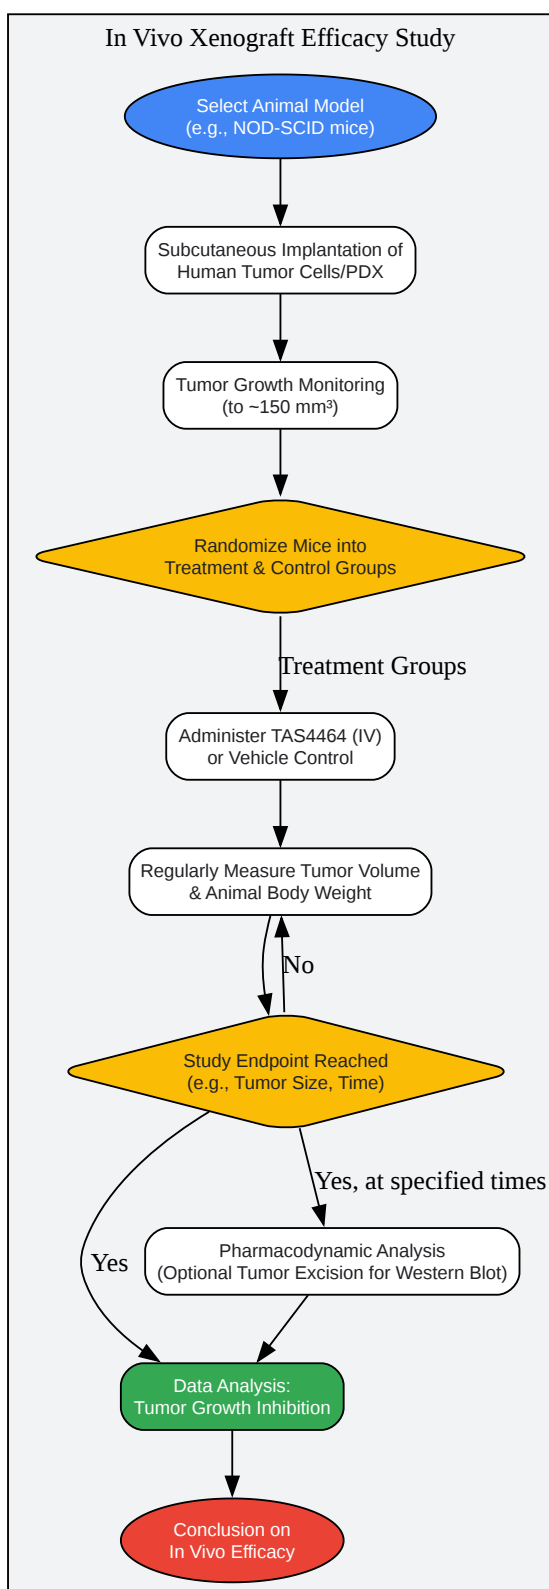 In Vivo Xenograft Efficacy Study
Select Animal Model
(e.g., NOD-SCID mice)
Subcutaneous Implantation of
Human Tumor Cells/PDX
Tumor Growth Monitoring
(to ~150 mm³)
Randomize Mice into
Treatment & Control Groups
Treatment Groups
Administer TAS4464 (IV)
or Vehicle Control
Regularly Measure Tumor Volume
& Animal Body Weight
No
Study Endpoint Reached
(e.g., Tumor Size, Time)
Yes, at specified times
Yes
Pharmacodynamic Analysis
(Optional Tumor Excision for Western Blot)
Data Analysis:
Tumor Growth Inhibition
Conclusion on
In Vivo Efficacy